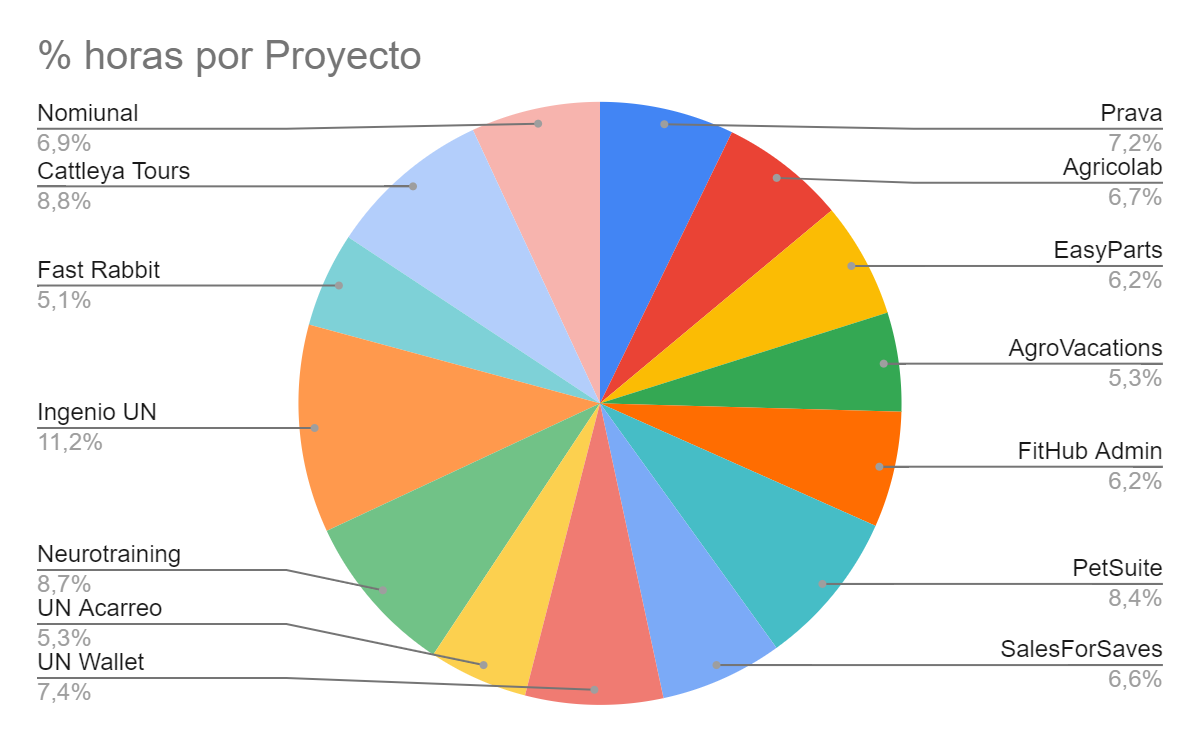 % horas por Proyecto
Nomiunal
6,9%
Cattleya Tours
8,8%
Fast Rabbit
5,1%
Ingenio UN
11,2%
Neurotraining
8,7%
UN Acarreo
5,3%
UN Wallet
7,4%
Prava
7,2%
Agricolab
6,7%
EasyParts
6,2%
AgroVacations
5,3%
FitHub Admin
6,2%
PetSuite
8,4%
SalesForSaves
6,6%